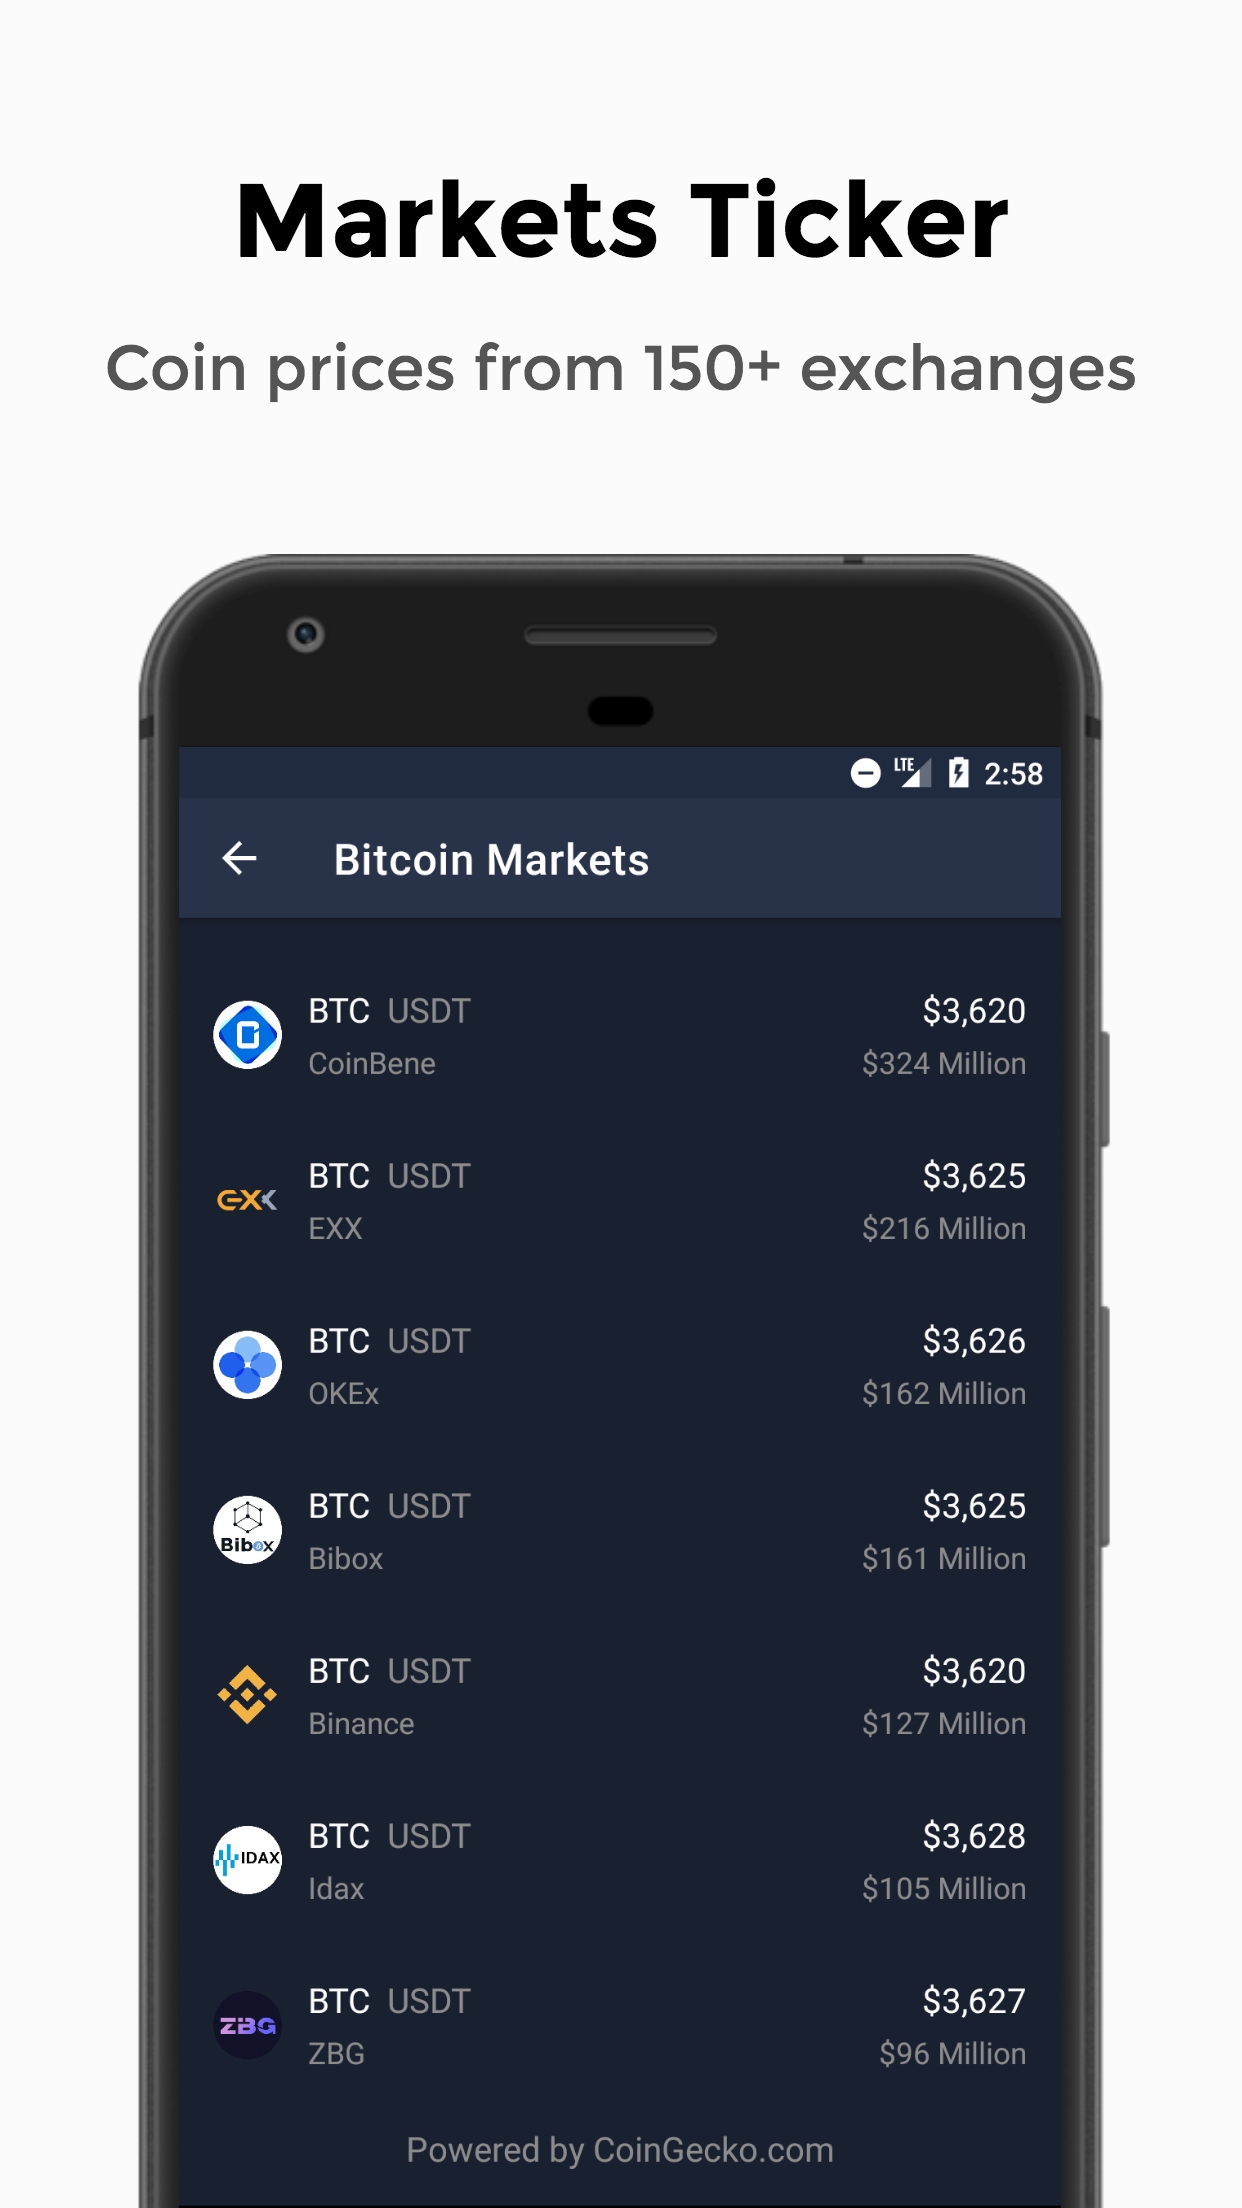 Markets Ticker
Coin prices from 150+ exchanges
LTE 2:58
Bitcoin Markets
BTC USDT $3,620
CoinBene $324 Million
EXX
BTC USDT $3,625
EXX $216 Million
BTC USDT $3,626
OKEx $162 Million
Bibox
BTC USDT $3,625
Bibox $161 Million
BTC USDT $3,620
Binance $127 Million
IDAX
BTC USDT $3,628
Idax $105 Million
ZBG
BTC USDT $3,627
ZBG $96 Million
Powered by CoinGecko.com